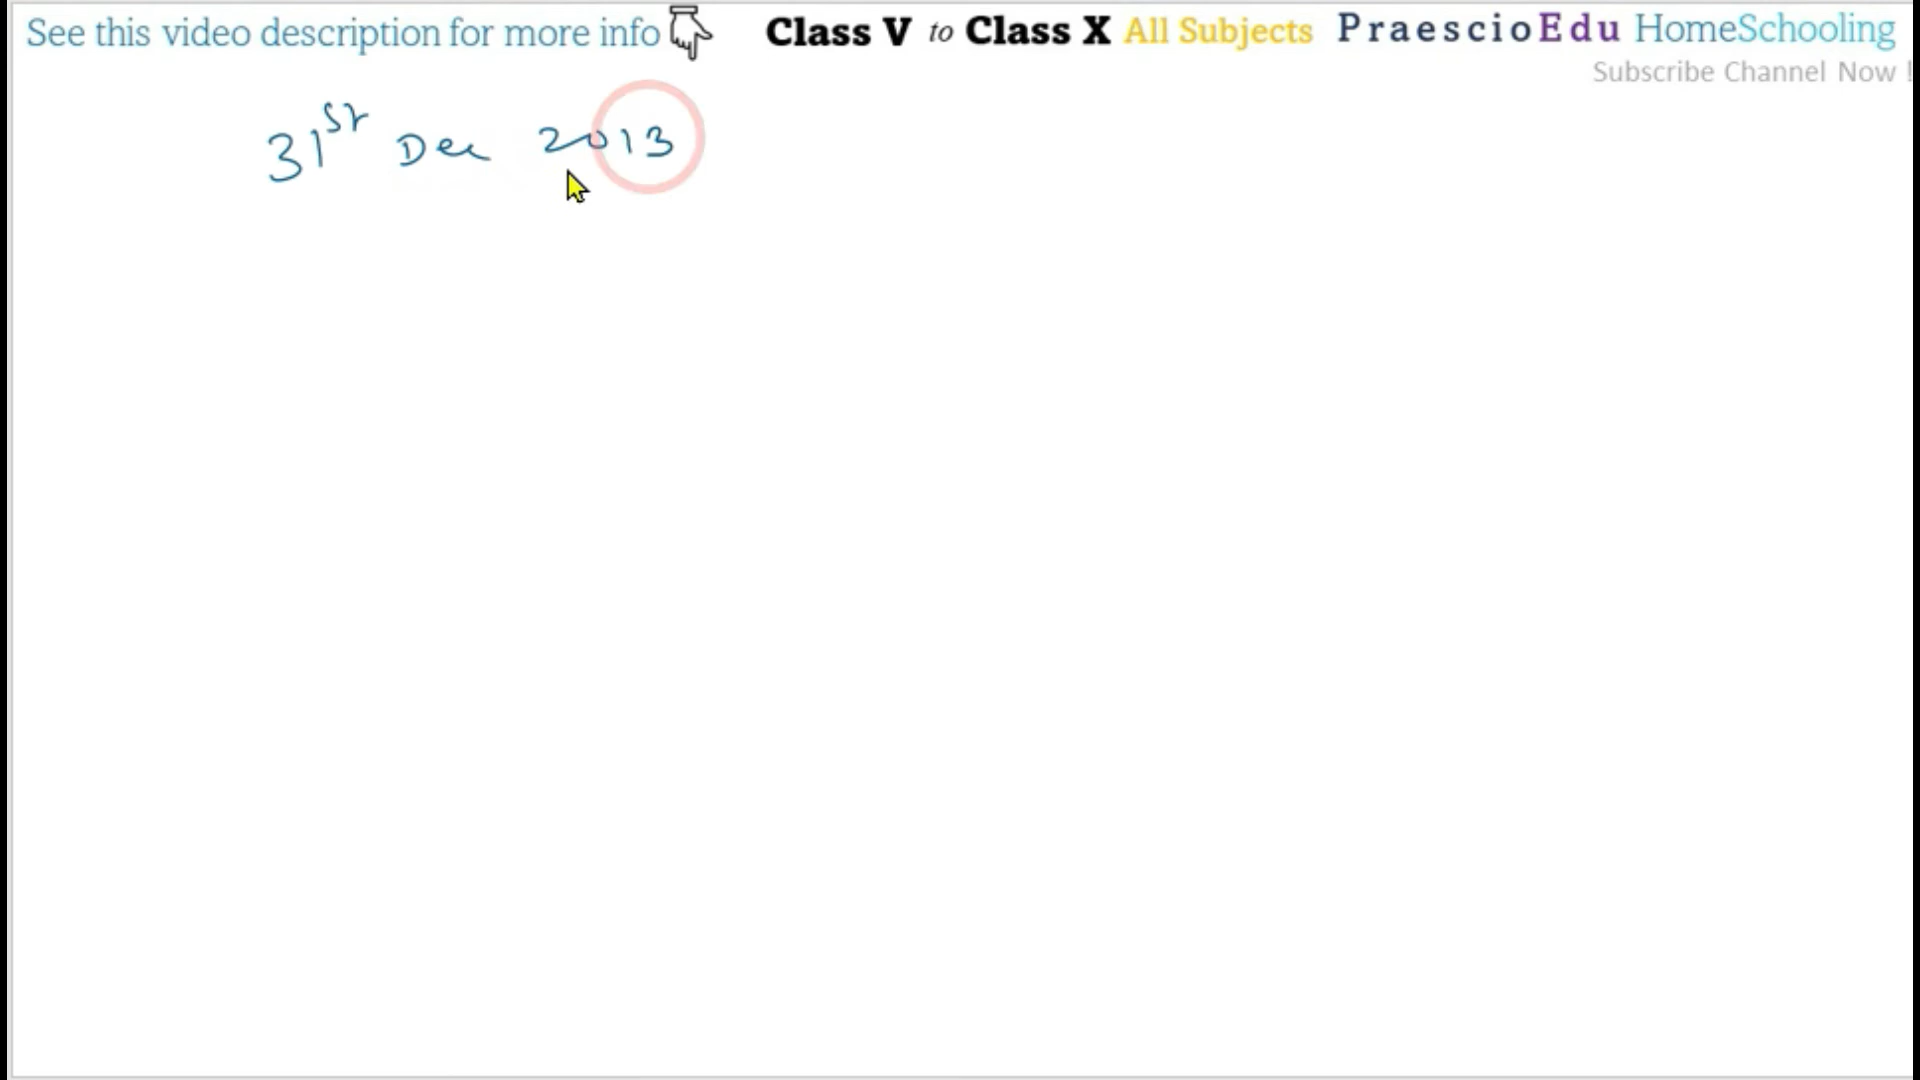 See this video description for more info Class V to Class X All Subjects PraescioEdu HomeSchooling
Subscribe Channel Now !
31st Dec 2013